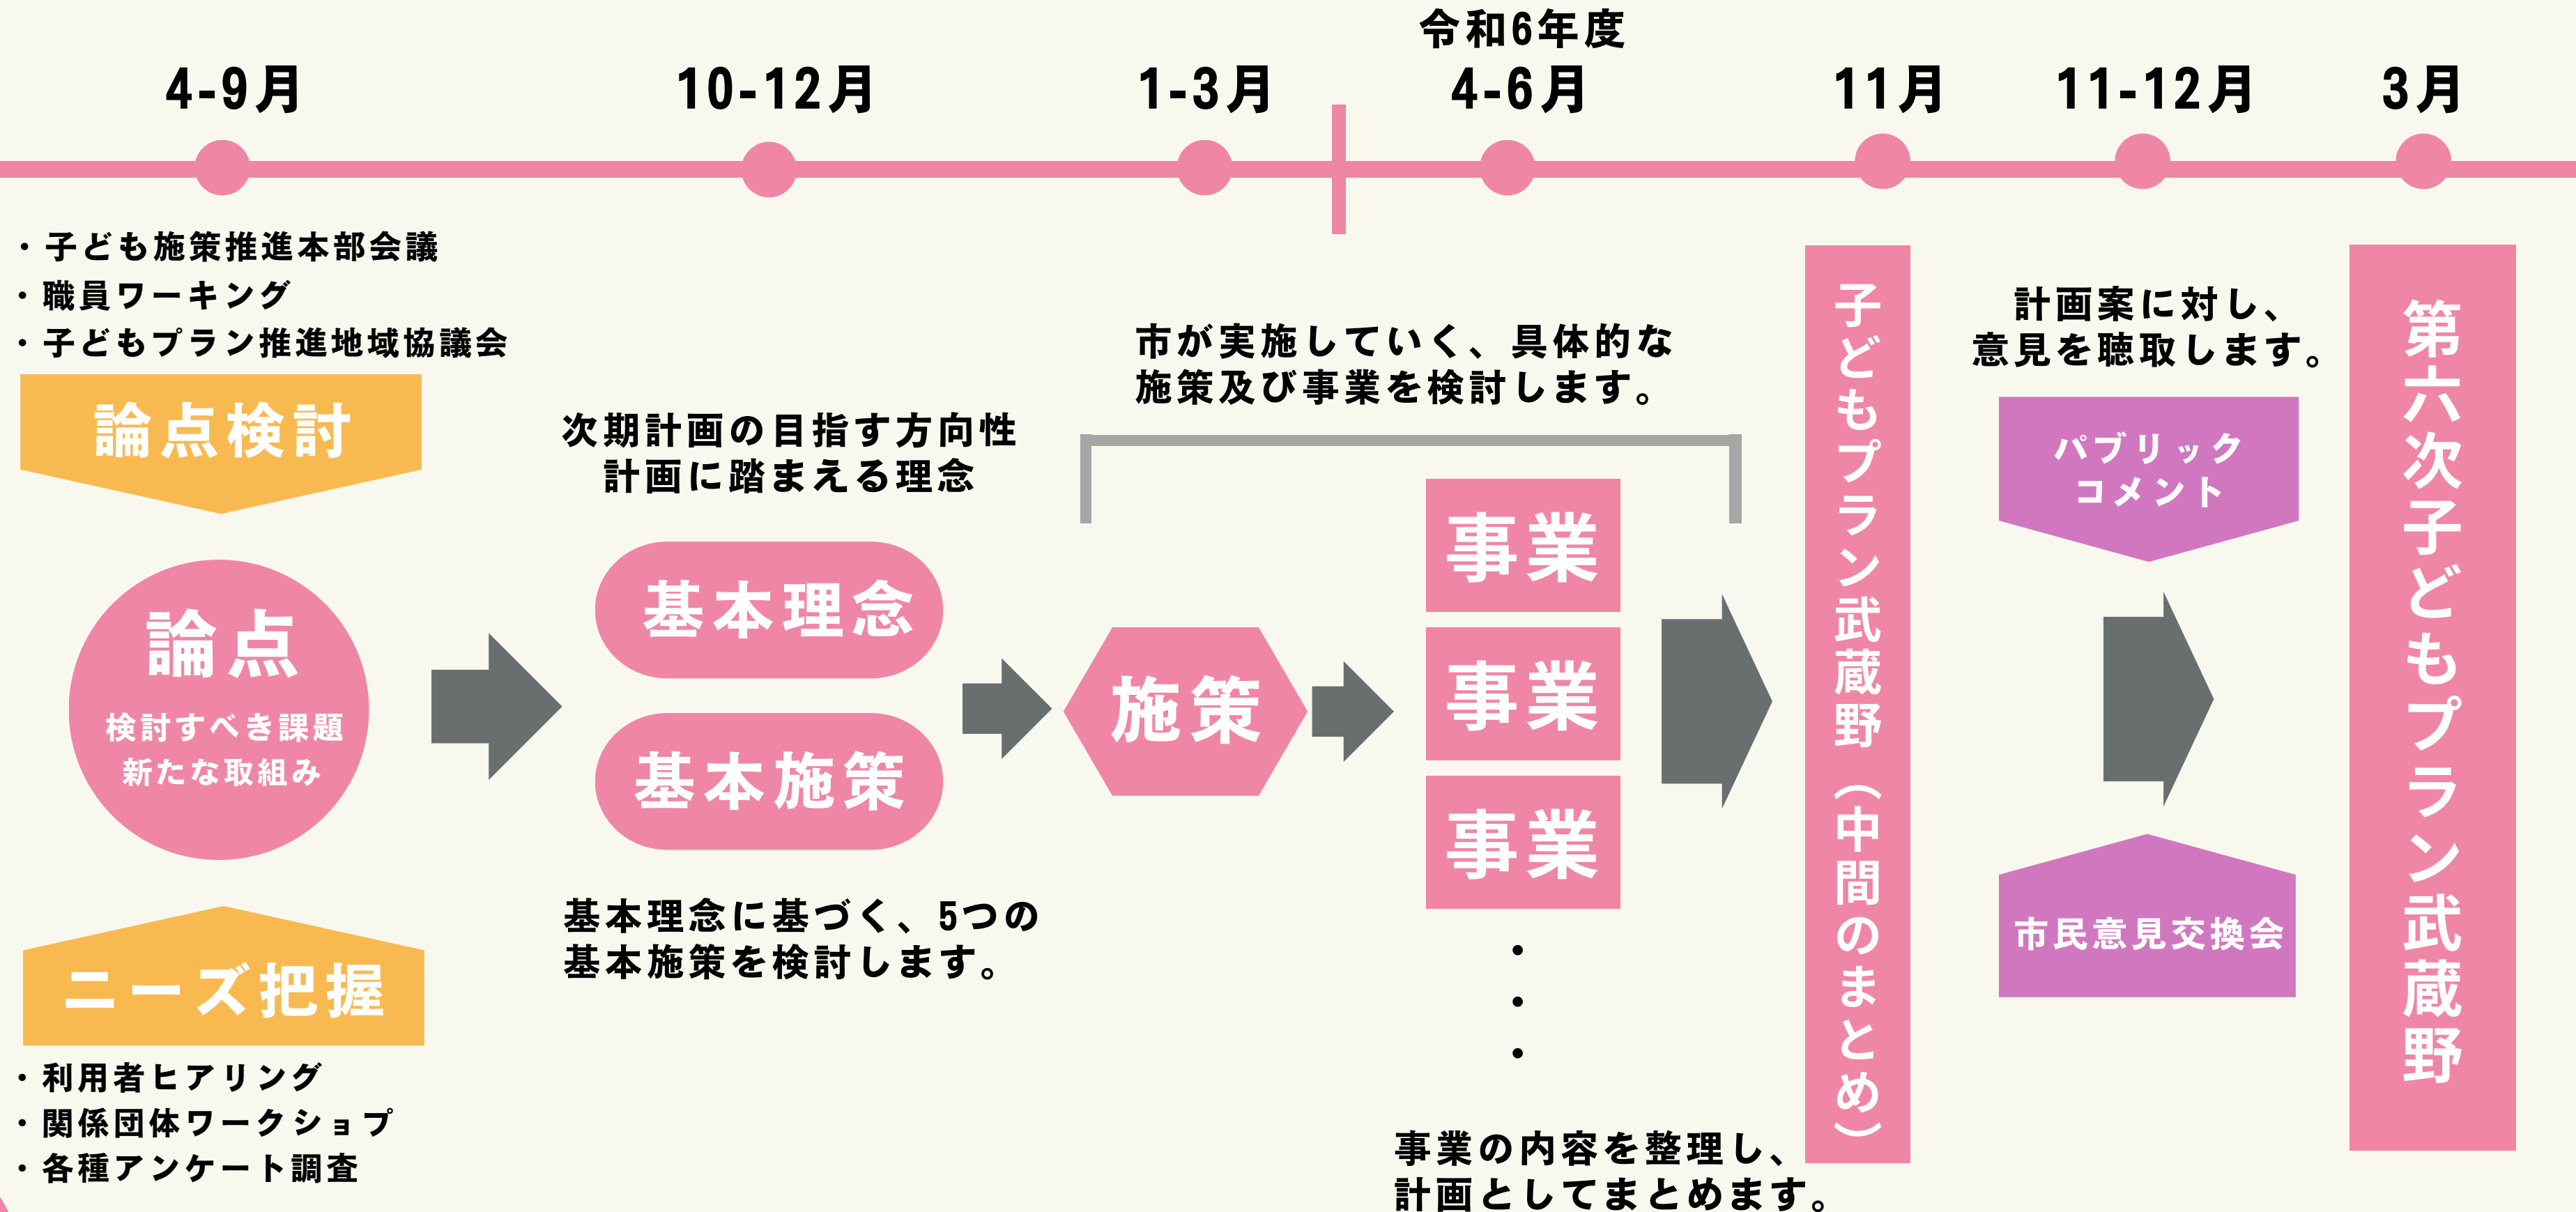 令和6年度
4-9月
10-12月
1-3月
4-6月
11月
11-12月
3月
・子ども施策推進本部会議
・職員ワーキング
・子どもプラン推進地域協議会
論点検討
論点
検討すべき課題
新たな取組み
ニーズ把握
・利用者ヒアリング
・関係団体ワークショプ
・各種アンケート調査
次期計画の目指す方向性
計画に踏まえる理念
基本理念
基本施策
基本理念に基づく、5つの
基本施策を検討します。
市が実施していく、具体的な
施策及び事業を検討します。
施策
事業
事業
事業
・
・
・
事業の内容を整理し、
計画としてまとめます。
子どもプラン武蔵野（中間のまとめ）
計画案に対し、
意見を聴取します。
パブリック
コメント
市民意見交換会
第六次子どもプラン武蔵野